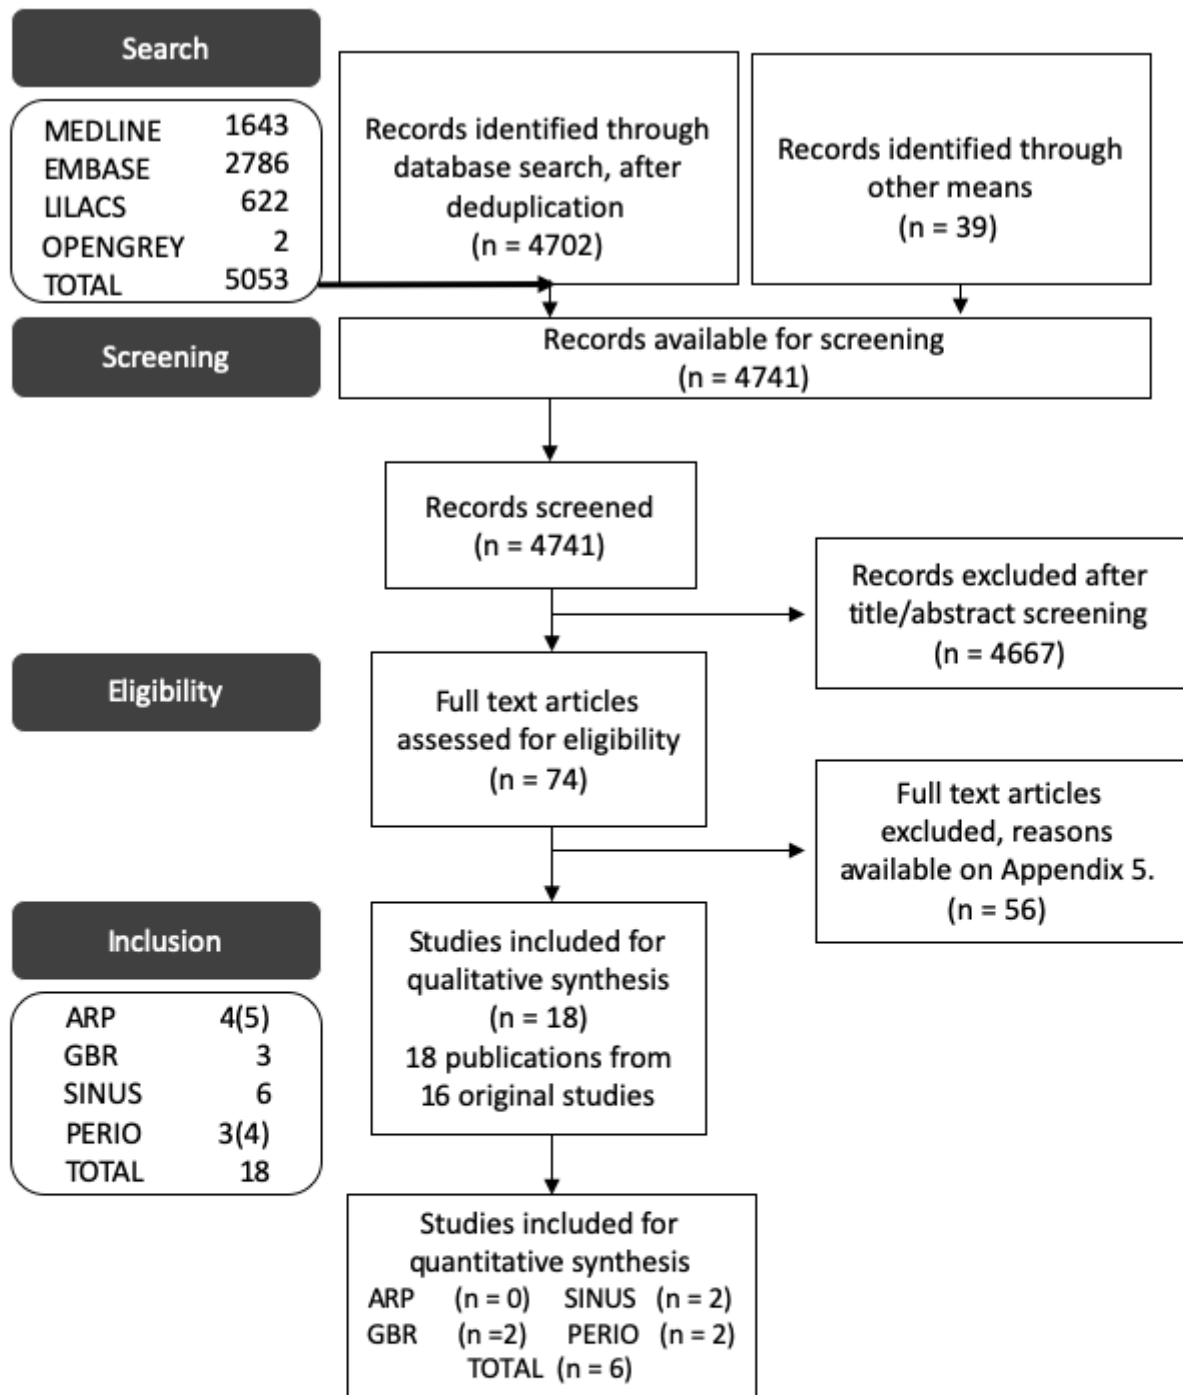 Search
MEDLINE 1643
EMBASE 2786
LILACS 622
OPENGREY 2
TOTAL 5053
Records identified through
database search, after
deduplication
(n = 4702)
Records identified through
other means
(n = 39)
Screening
Records available for screening
(n = 4741)
Records screened
(n = 4741)
Records excluded after
title/abstract screening
(n = 4667)
Eligibility
Full text articles
assessed for eligibility
(n = 74)
Full text articles
excluded, reasons
available on Appendix 5.
(n = 56)
Inclusion
ARP 4(5)
GBR 3
SINUS 6
PERIO 3(4)
TOTAL 18
Studies included for
qualitative synthesis
(n = 18)
18 publications from
16 original studies
Studies included for
quantitative synthesis
ARP (n = 0) SINUS (n = 2)
GBR (n =2) PERIO (n = 2)
TOTAL (n = 6)